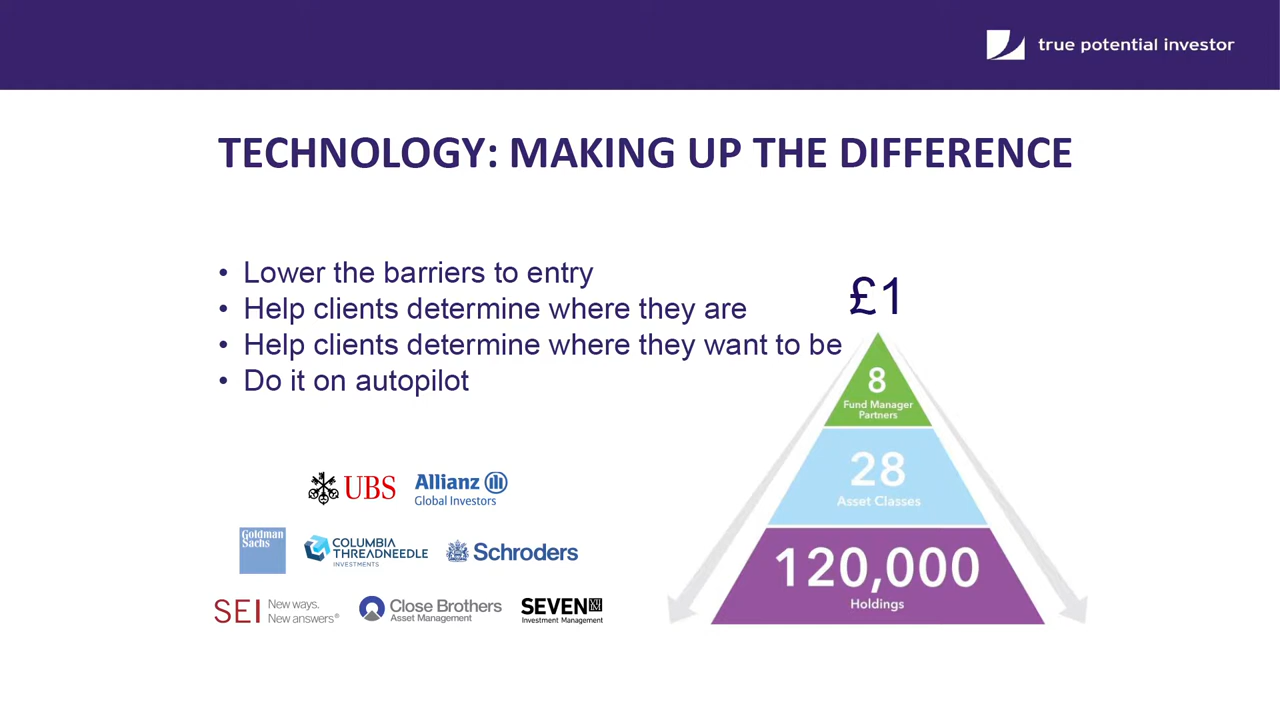 true potential investor
TECHNOLOGY: MAKING UP THE DIFFERENCE
• Lower the barriers to entry
• Help clients determine where they are
• Help clients determine where they want to be
• Do it on autopilot
£1
8
Fund Manager
Partners
28
Asset Classes
120,000
Holdings
UBS
Allianz
Global Investors
Goldman
Sachs
COLUMBIA
THREADNEEDLE
INVESTMENTS
Schroders
SEI
New ways.
New answers®
Close Brothers
Asset Management
SEVEN
Investment Management